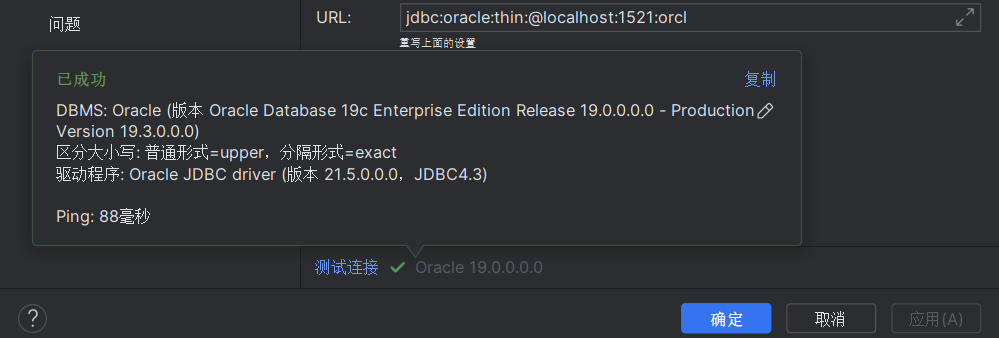 问题
URL: jdbc:oracle:thin:@localhost:1521:orcl
重写上面的设置
已成功 复制
DBMS: Oracle (版本 Oracle Database 19c Enterprise Edition Release 19.0.0.0.0 - Production
Version 19.3.0.0.0)
区分大小写: 普通形式=upper，分隔形式=exact
驱动程序: Oracle JDBC driver (版本 21.5.0.0.0，JDBC4.3)
Ping: 88毫秒
测试连接 Oracle 19.0.0.0.0
? 确定 取消 应用(A)